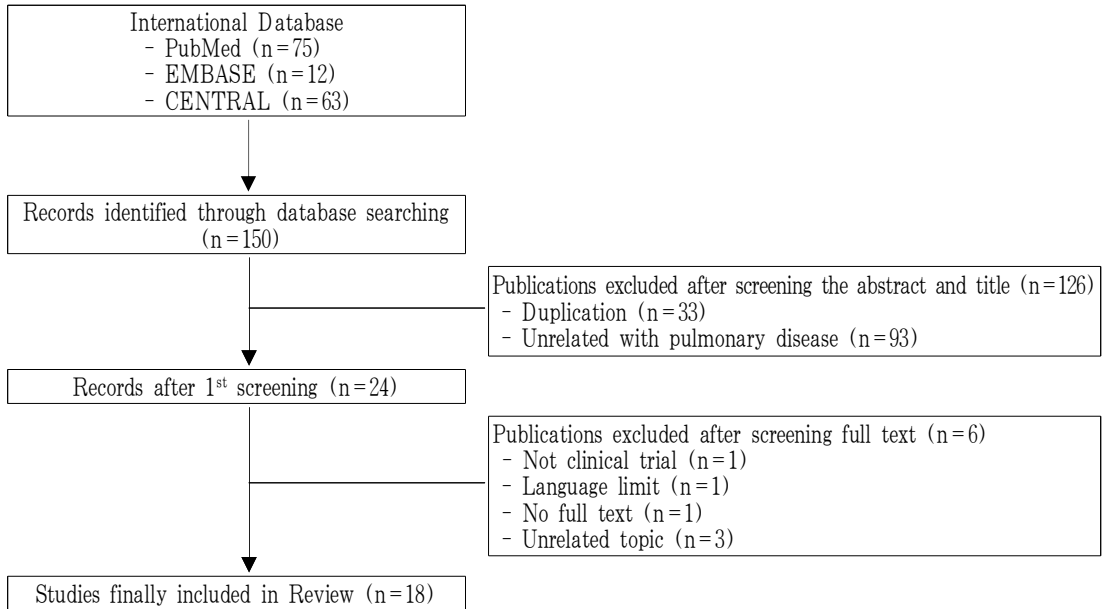 International Database
- PubMed (n=75)
- EMBASE (n=12)
- CENTRAL (n=63)
Records identified through database searching
(n=150)
Publications excluded after screening the abstract and title (n=126)
- Duplication (n=33)
- Unrelated with pulmonary disease (n=93)
Records after 1st screening (n=24)
Publications excluded after screening full text (n=6)
- Not clinical trial (n=1)
- Language limit (n=1)
- No full text (n=1)
- Unrelated topic (n=3)
Studies finally included in Review (n=18)